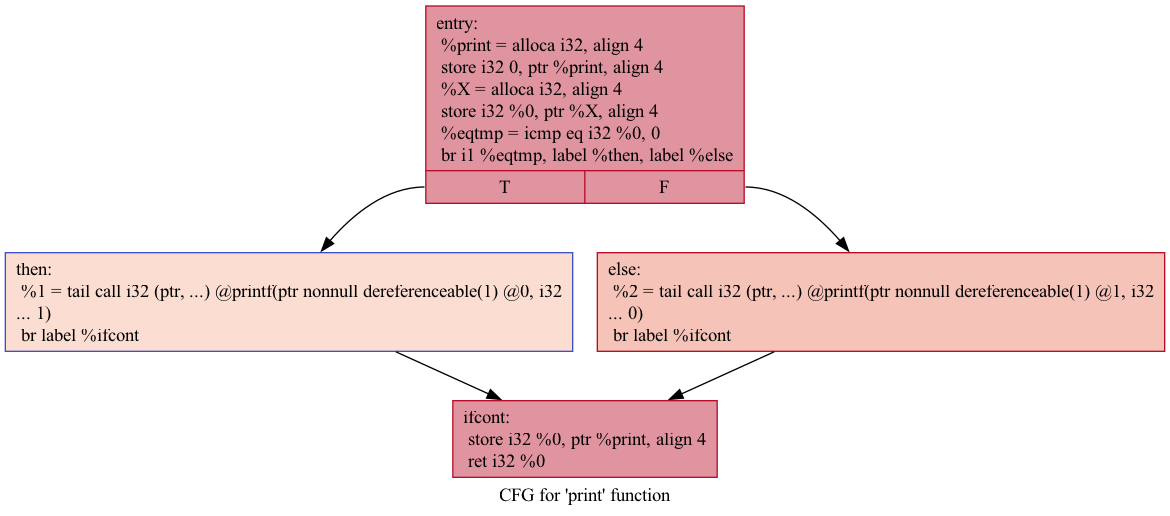 entry:
%print = alloca i32, align 4
store i32 0, ptr %print, align 4
%X = alloca i32, align 4
store i32 %0, ptr %X, align 4
%eqtmp = icmp eq i32 %0, 0
br i1 %eqtmp, label %then, label %else
T
F
then:
%1 = tail call i32 (ptr, ...) @printf(ptr nonnull dereferenceable(1) @0, i32
... 1)
br label %ifcont
else:
%2 = tail call i32 (ptr, ...) @printf(ptr nonnull dereferenceable(1) @1, i32
... 0)
br label %ifcont
ifcont:
store i32 %0, ptr %print, align 4
ret i32 %0
CFG for 'print' function